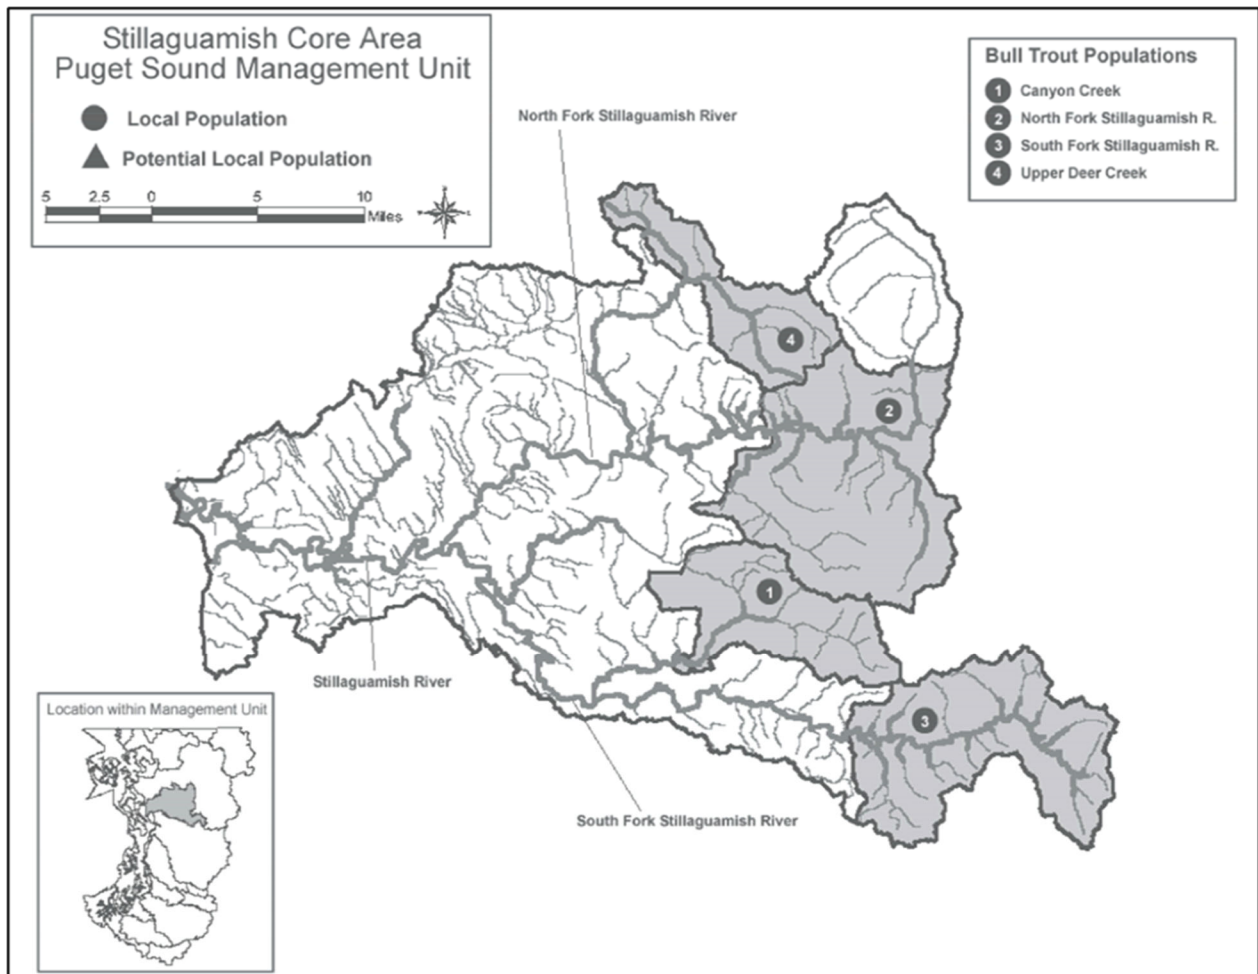 Stillaguamish Core Area
Puget Sound Management Unit
Local Population
Potential Local Population
5 2.5 0 5 10
Miles
Bull Trout Populations
1 Canyon Creek
2 North Fork Stillaguamish R.
3 South Fork Stillaguamish R.
4 Upper Deer Creek
North Fork Stillaguamish River
4
2
1
3
Stillaguamish River
South Fork Stillaguamish River
Location within Management Unit